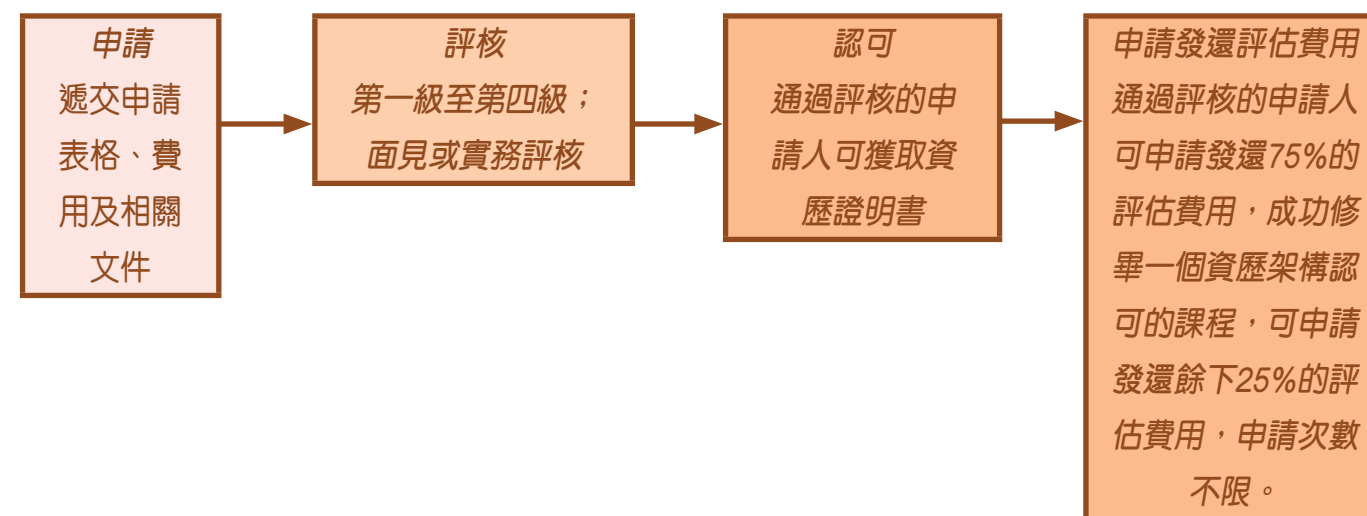 申請
遞交申請
表格、費
用及相關
文件
評核
第一級至第四級；
面見或實務評核
認可
通過評核的申
請人可獲取資
歷證明書
申請發還評估費用
通過評核的申請人
可申請發還75%的
評估費用，成功修
畢一個資歷架構認
可的課程，可申請
發還餘下25%的評
估費用，申請次數
不限。